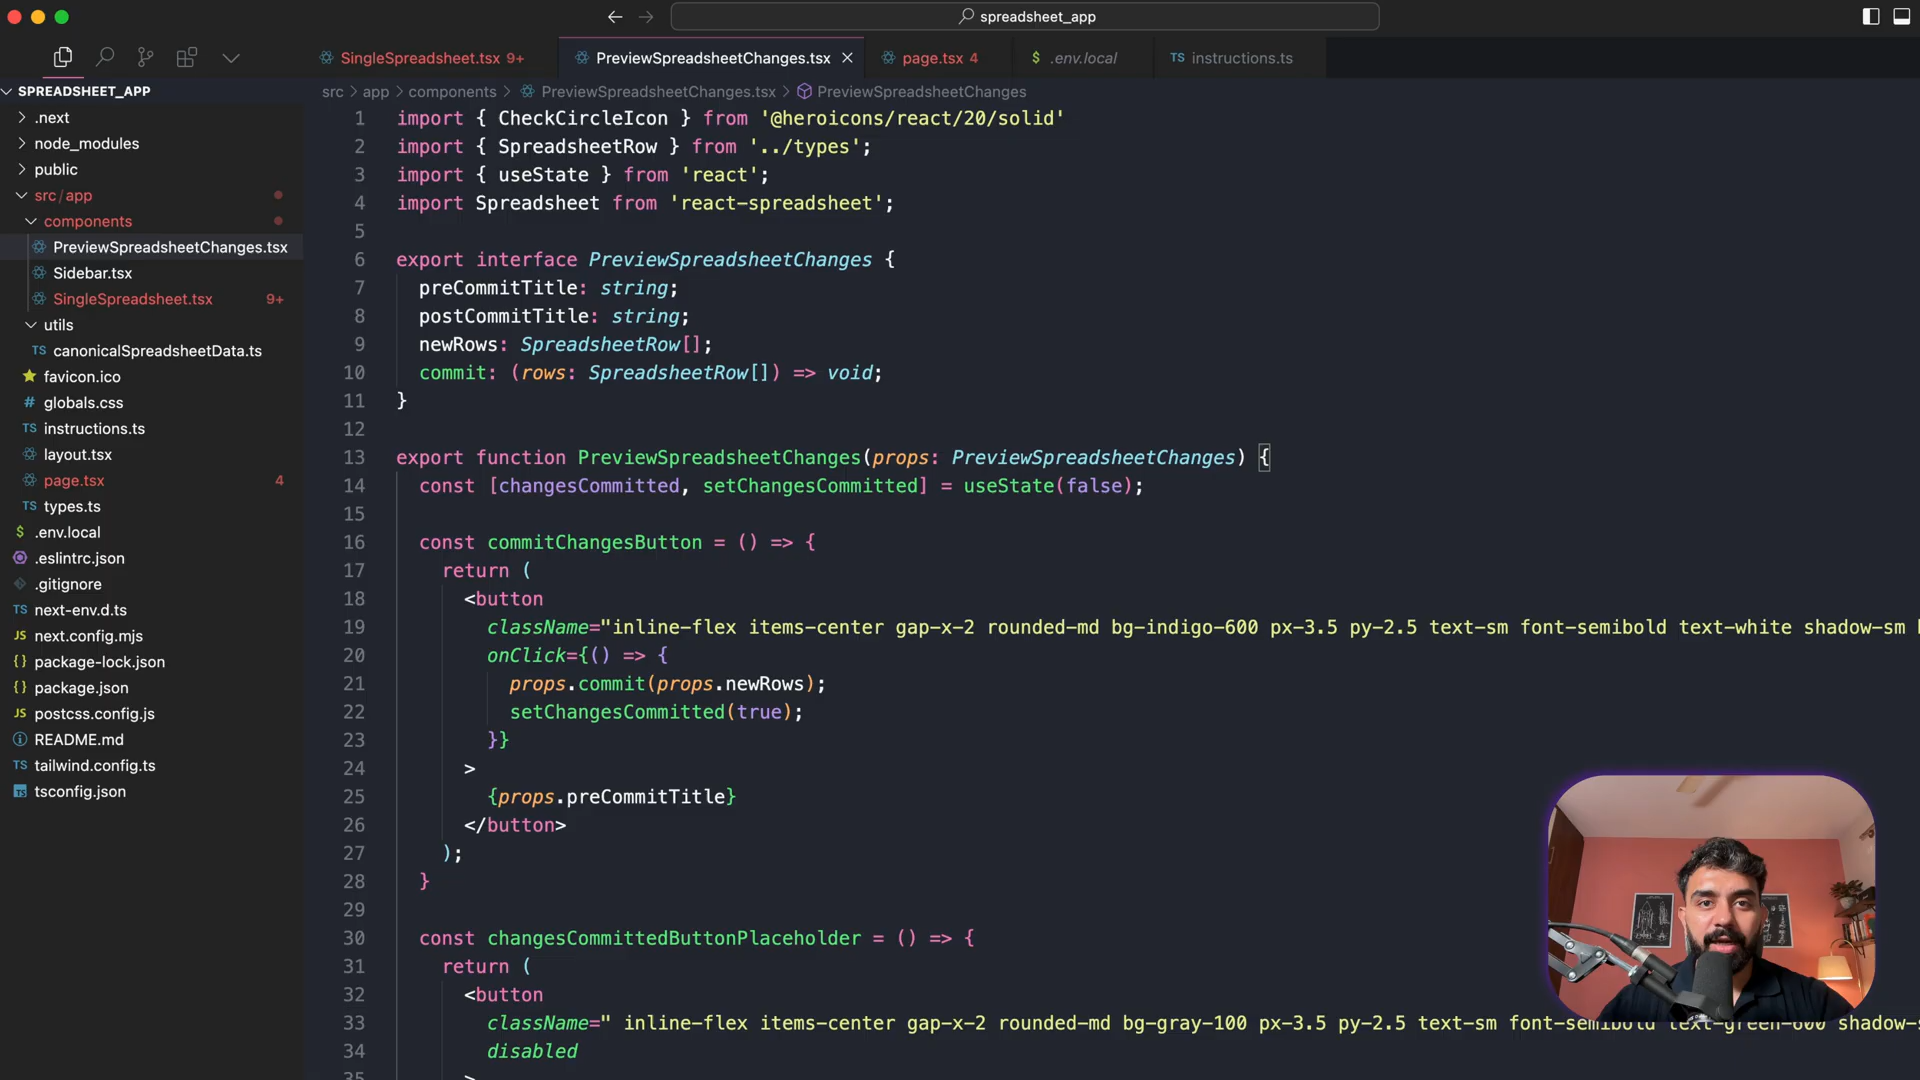 spreadsheet_app
SingleSpreadsheet.tsx 9+
PreviewSpreadsheetChanges.tsx
page.tsx 4
$ .env.local
TS instructions.ts
SPREADSHEET_APP
src > app > components > PreviewSpreadsheetChanges.tsx > PreviewSpreadsheetChanges
.next
node_modules
public
src/app
components
PreviewSpreadsheetChanges.tsx
Sidebar.tsx
SingleSpreadsheet.tsx 9+
utils
TS canonicalSpreadsheetData.ts
favicon.ico
# globals.css
TS instructions.ts
layout.tsx
page.tsx 4
TS types.ts
$ .env.local
.eslintrc.json
.gitignore
TS next-env.d.ts
JS next.config.mjs
{} package-lock.json
{} package.json
JS postcss.config.js
README.md
TS tailwind.config.ts
tsconfig.json
1 import { CheckCircleIcon } from '@heroicons/react/20/solid'
2 import { SpreadsheetRow } from '../types';
3 import { useState } from 'react';
4 import Spreadsheet from 'react-spreadsheet';
5
6 export interface PreviewSpreadsheetChanges {
7 preCommitTitle: string;
8 postCommitTitle: string;
9 newRows: SpreadsheetRow[];
10 commit: (rows: SpreadsheetRow[]) => void;
11 }
12
13 export function PreviewSpreadsheetChanges(props: PreviewSpreadsheetChanges) {
14 const [changesCommitted, setChangesCommitted] = useState(false);
15
16 const commitChangesButton = () => {
17 return (
18 <button
19 className="inline-flex items-center gap-x-2 rounded-md bg-indigo-600 px-3.5 py-2.5 text-sm font-semibold text-white shadow-sm
20 onClick={() => {
21 props.commit(props.newRows);
22 setChangesCommitted(true);
23 }}
24 >
25 {props.preCommitTitle}
26 </button>
27 );
28 }
29
30 const changesCommittedButtonPlaceholder = () => {
31 return (
32 <button
33 className=" inline-flex items-center gap-x-2 rounded-md bg-gray-100 px-3.5 py-2.5 text-sm font-semibold text-green-600 shadow-s
34 disabled
35 >